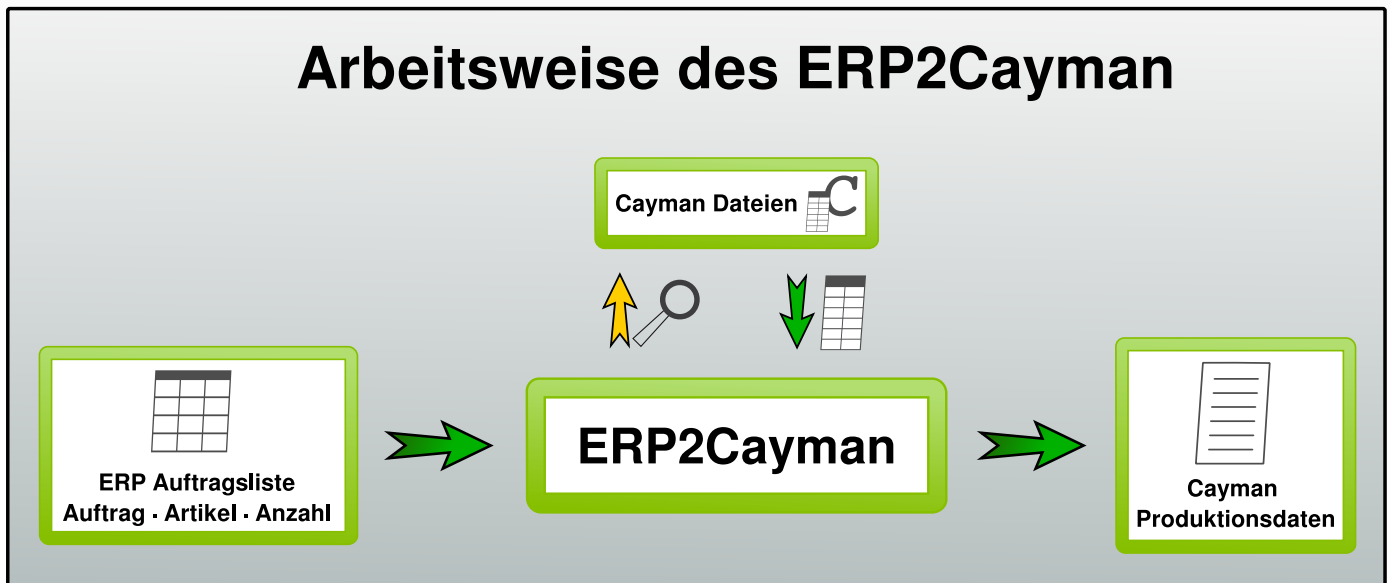 Arbeitsweise des ERP2Cayman
Cayman Dateien C
ERP Auftragsliste
Auftrag · Artikel · Anzahl
ERP2Cayman
Cayman
Produktionsdaten